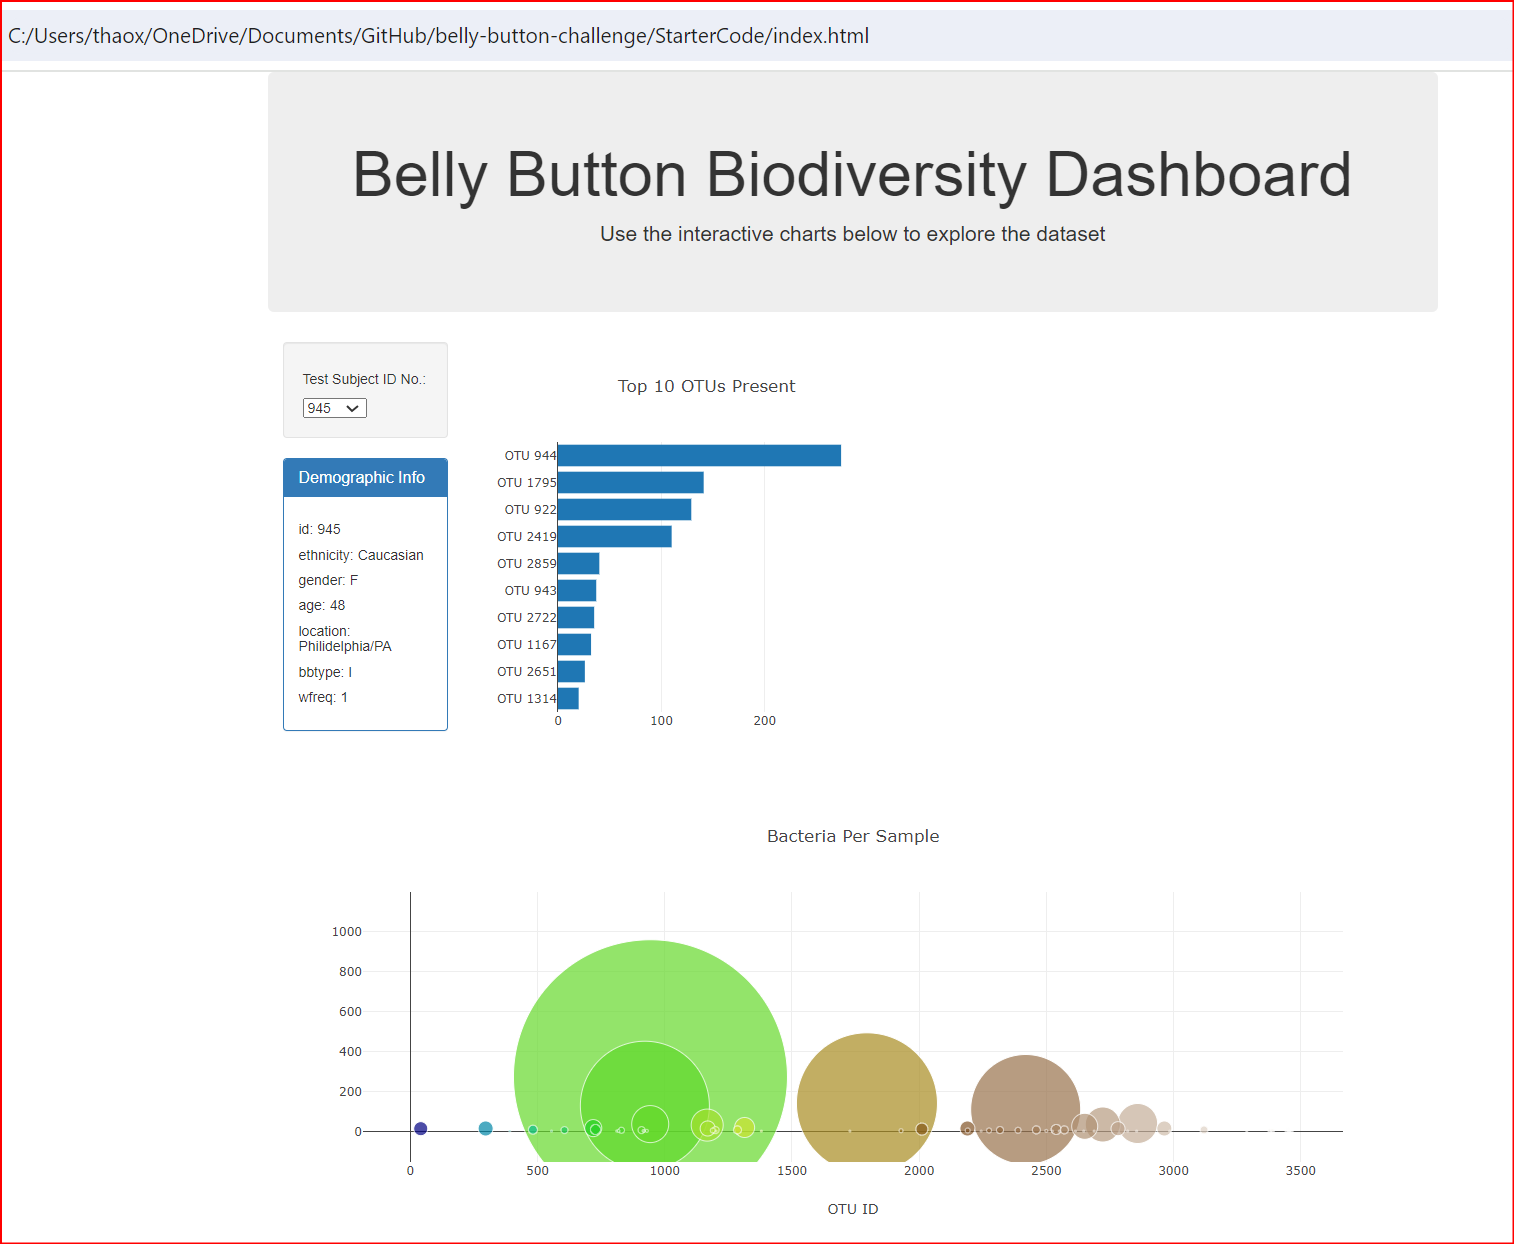 C:/Users/thaox/OneDrive/Documents/GitHub/belly-button-challenge/StarterCode/index.html
Belly Button Biodiversity Dashboard
Use the interactive charts below to explore the dataset
Test Subject ID No.:
945
Demographic Info
id: 945
ethnicity: Caucasian
gender: F
age: 48
location:
Philidelphia/PA
bbtype: I
wfreq: 1
Top 10 OTUs Present
OTU 944
OTU 1795
OTU 922
OTU 2419
OTU 2859
OTU 943
OTU 2722
OTU 1167
OTU 2651
OTU 1314
0 100 200
Bacteria Per Sample
1000
800
600
400
200
0
0 500 1000 1500 2000 2500 3000 3500
OTU ID